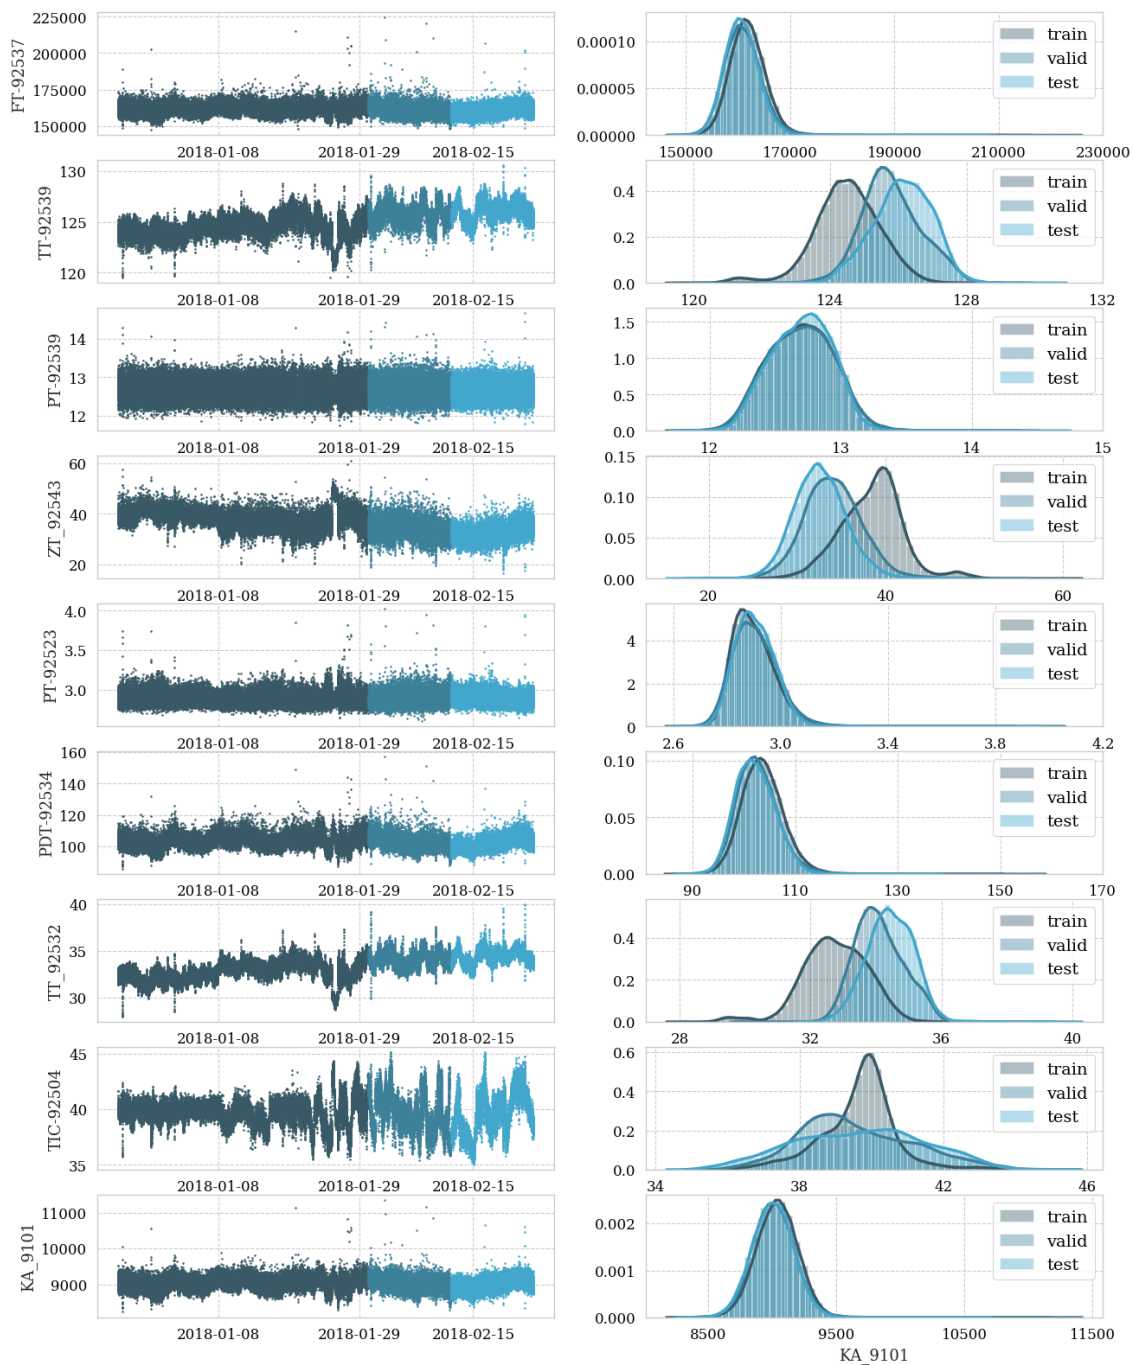 FT-92537
225000
200000
175000
150000
2018-01-08 2018-01-29 2018-02-15
0.00010
0.00005
0.00000
150000 170000 190000 210000 230000
train
valid
test
TT-92539
130
125
120
2018-01-08 2018-01-29 2018-02-15
0.4
0.2
0.0
120 124 128 132
train
valid
test
PT-92539
14
13
12
2018-01-08 2018-01-29 2018-02-15
1.5
1.0
0.5
0.0
12 13 14 15
train
valid
test
ZT_92543
60
40
20
2018-01-08 2018-01-29 2018-02-15
0.15
0.10
0.05
0.00
20 40 60
train
valid
test
PT-92523
4.0
3.5
3.0
2018-01-08 2018-01-29 2018-02-15
4
2
0
2.6 3.0 3.4 3.8 4.2
train
valid
test
PDT-92534
160
140
120
100
2018-01-08 2018-01-29 2018-02-15
0.10
0.05
0.00
90 110 130 150 170
train
valid
test
TT_92532
40
35
30
2018-01-08 2018-01-29 2018-02-15
0.4
0.2
0.0
28 32 36 40
train
valid
test
TIC-92504
45
40
35
2018-01-08 2018-01-29 2018-02-15
0.6
0.4
0.2
0.0
34 38 42 46
train
valid
test
KA_9101
11000
10000
9000
2018-01-08 2018-01-29 2018-02-15
0.002
0.001
0.000
8500 9500 10500 11500
train
valid
test
KA_9101